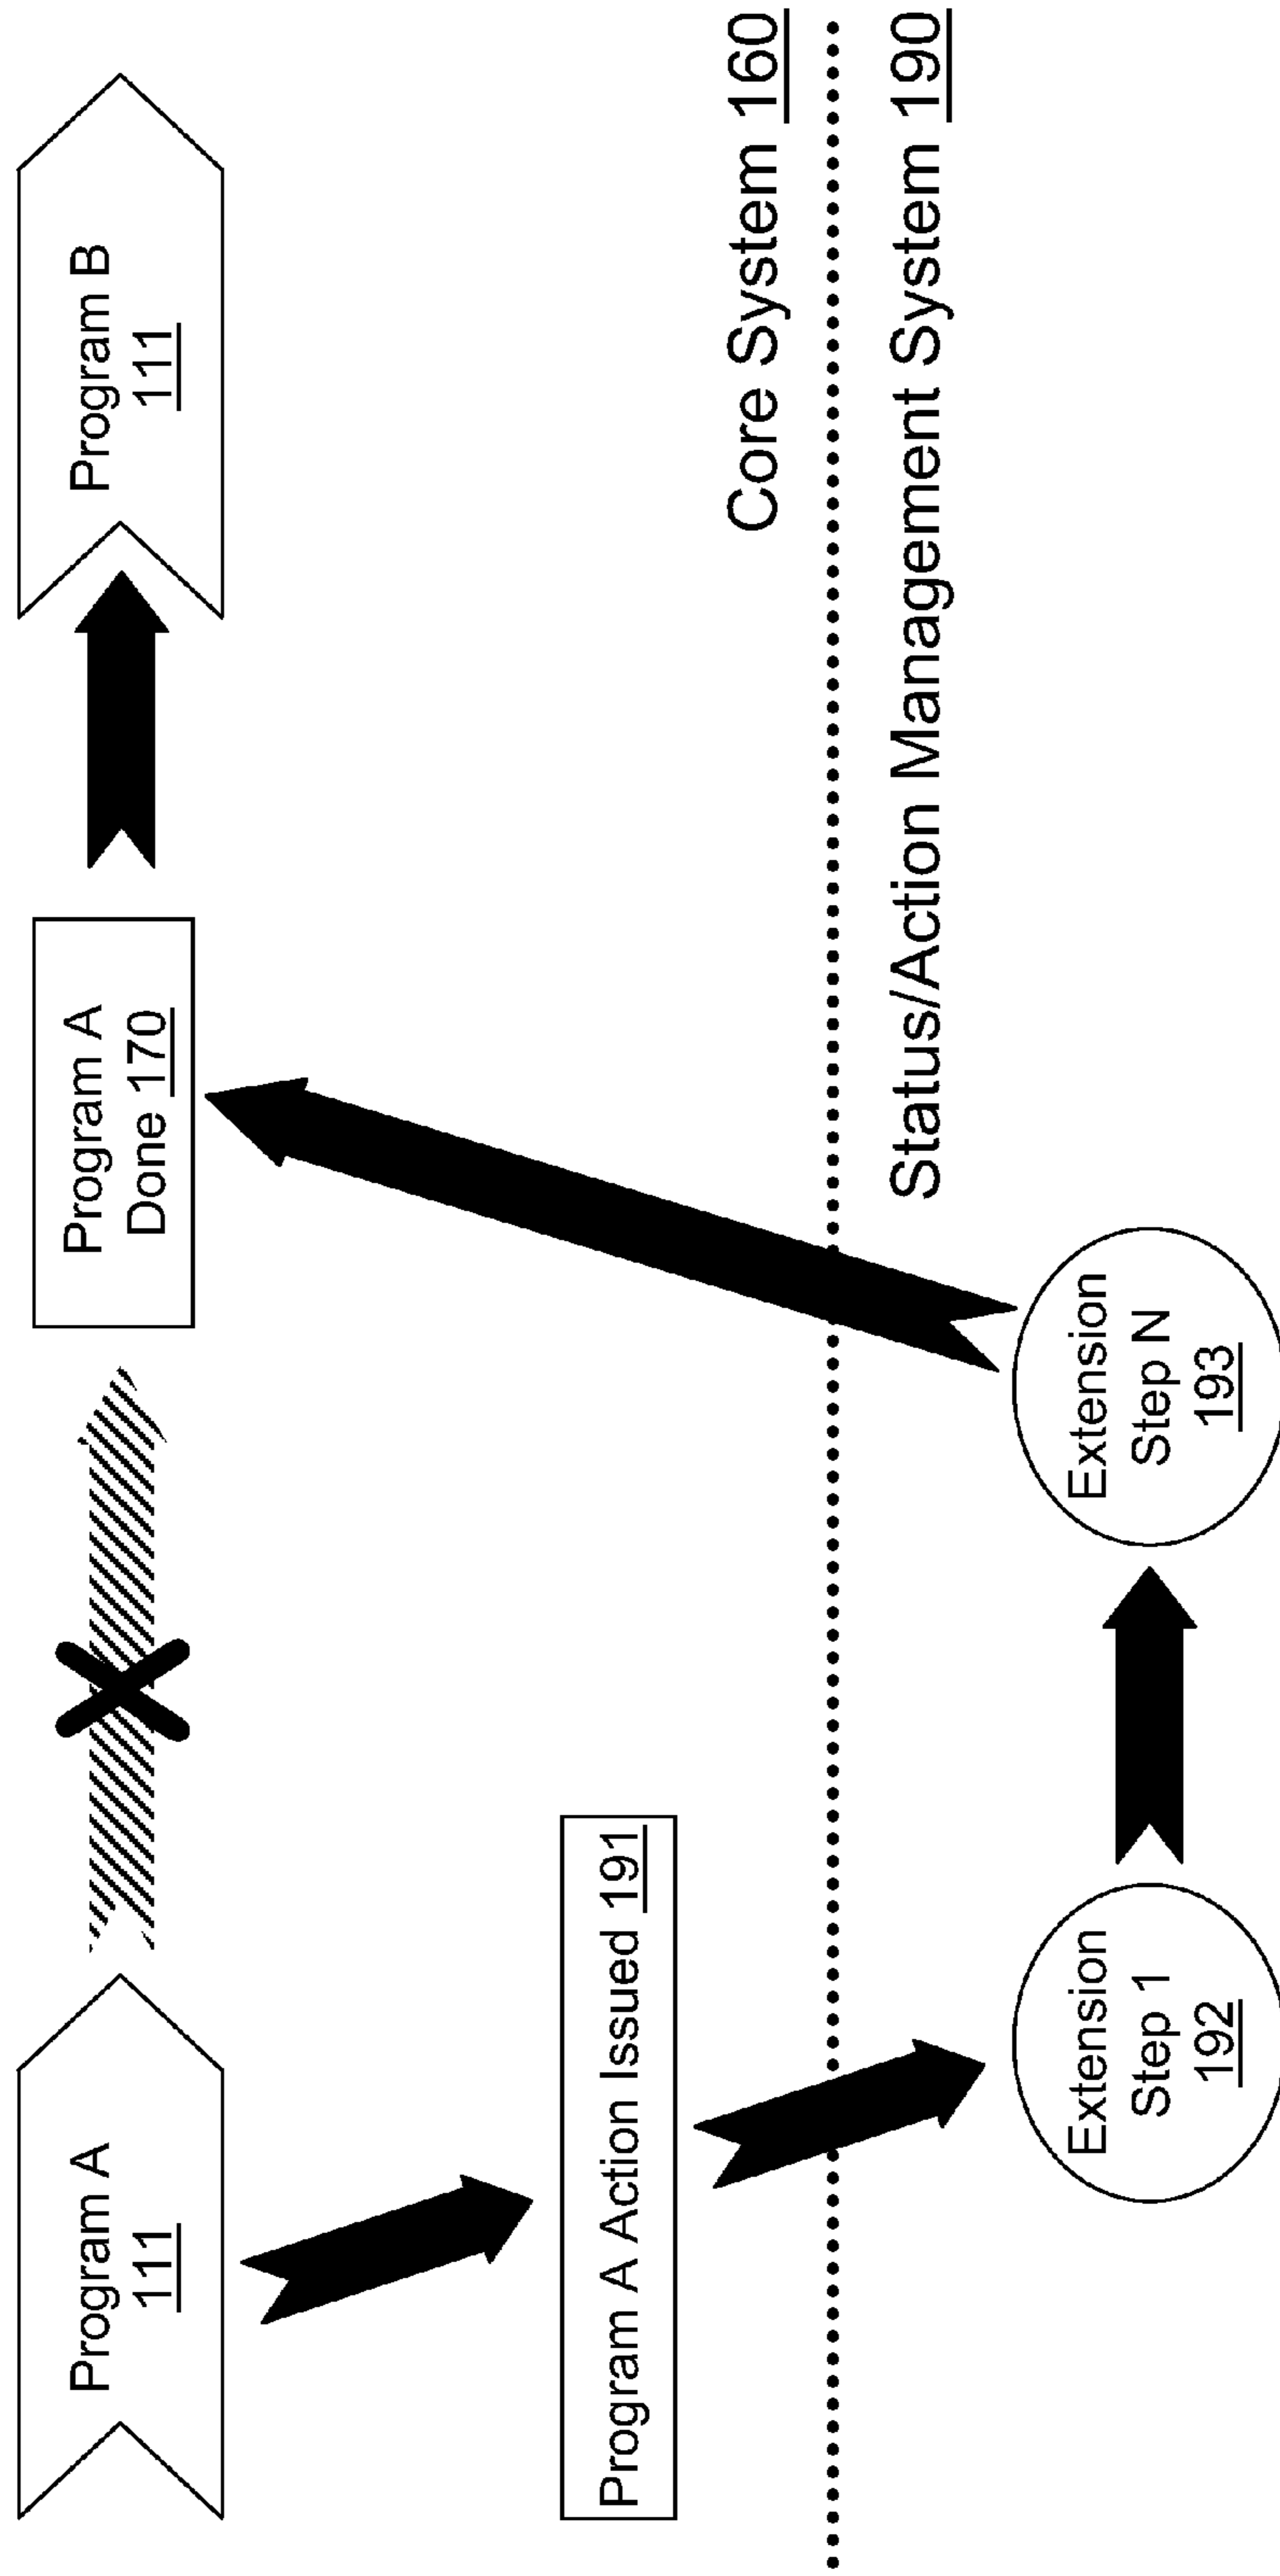 Program A
111
Program A
Done 170
Program B
111
Program A Action Issued 191
Core System 160
Status/Action Management System 190
Extension
Step 1
192
Extension
Step N
193